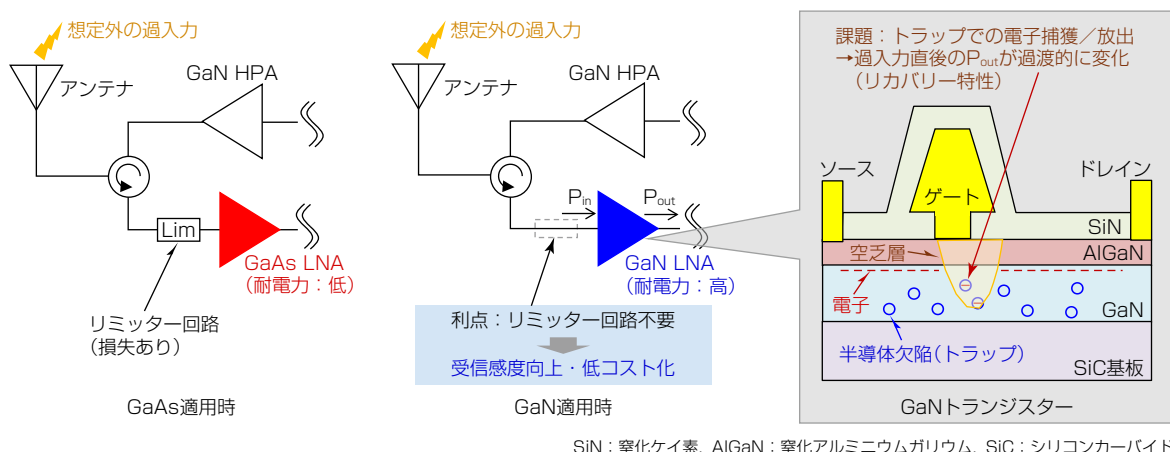 想定外の過入力
アンテナ
GaN HPA
Lim
GaAs LNA
(耐電力：低)
リミッター回路
(損失あり)
GaAs適用時
想定外の過入力
アンテナ
GaN HPA
Pin
Pout
GaN LNA
(耐電力：高)
利点：リミッター回路不要
受信感度向上・低コスト化
GaN適用時
課題：トラップでの電子捕獲／放出
→過入力直後のPoutが過渡的に変化
(リカバリー特性)
ソース
ドレイン
ゲート
SiN
空乏層
AlGaN
電子
GaN
半導体欠陥(トラップ)
SiC基板
GaNトランジスター
SiN：窒化ケイ素、AlGaN：窒化アルミニウムガリウム、SiC：シリコンカーバイド